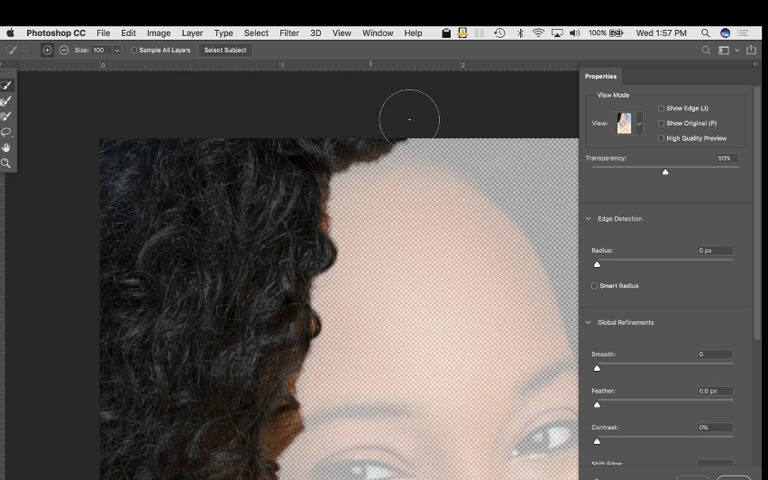 Photoshop CC File Edit Image Layer Type Select Filter 3D View Window Help 100% Wed 1:57 PM
Size: 100 Sample All Layers Select Subject
0 1 2
Properties
View Mode
Show Edge (J)
View: Show Original (P)
High Quality Preview
Transparency: 50%
Edge Detection
Radius: 0 px
Smart Radius
Global Refinements
Smooth: 0
Feather: 0.0 px
Contrast: 0%
Shift Edge: